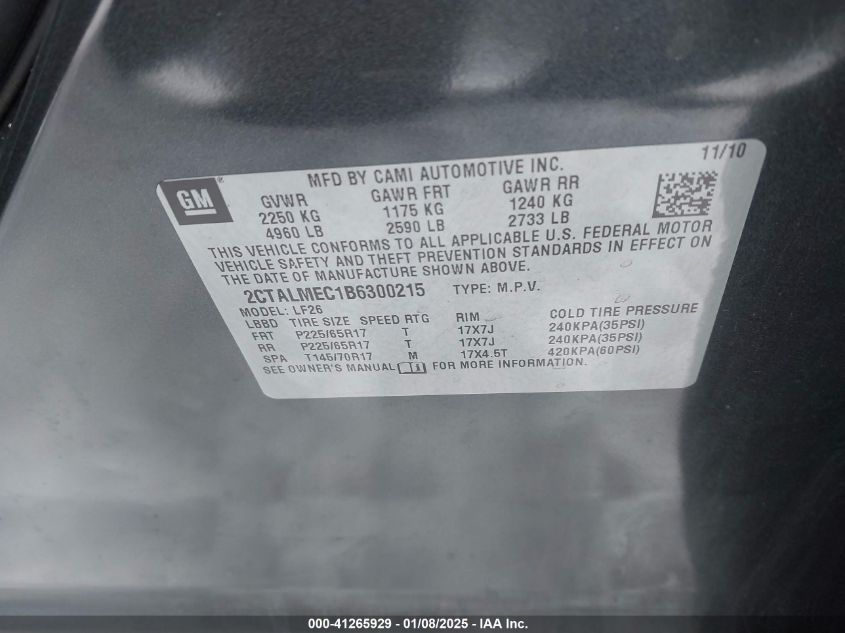 MFD BY CAMI AUTOMOTIVE INC. 11/10
GM®
GVWR GAWR FRT GAWR RR
2250 KG 1175 KG 1240 KG
4960 LB 2590 LB 2733 LB
THIS VEHICLE CONFORMS TO ALL APPLICABLE U.S. FEDERAL MOTOR
VEHICLE SAFETY AND THEFT PREVENTION STANDARDS IN EFFECT ON
THE DATE OF MANUFACTURE SHOWN ABOVE.
2CTALMEC1B6300215 TYPE: M.P.V.
MODEL: LF26
LBBD TIRE SIZE SPEED RTG RIM COLD TIRE PRESSURE
FRT P225/65R17 T 17X7J 240KPA(35PSI)
RR P225/65R17 T 17X7J 240KPA(35PSI)
SPA T145/70R17 M 17X4.5T 420KPA(60PSI)
SEE OWNER'S MANUAL FOR MORE INFORMATION.
000-41265929 - 01/08/2025 - IAA Inc.